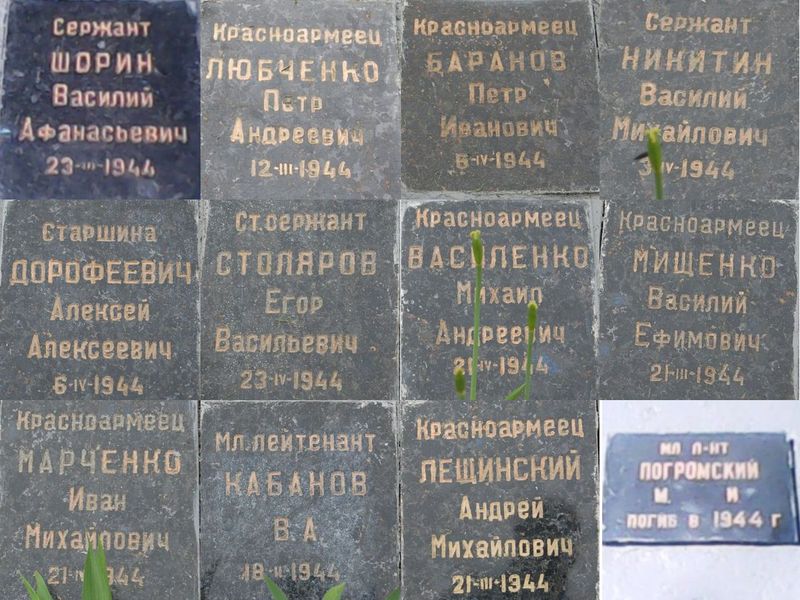 Сержант
ШОРИН
Василий
Афанасьевич
23-III-1944
Красноармеец
ЛЮБЧЕНКО
Петр
Андреевич
12-III-1944
Красноармеец
БАРАНОВ
Петр
Иванович
6-IV-1944
Сержант
НИКИТИН
Василий
Михайлович
Старшина
ДОРОФЕЕВИЧ
Алексей
Алексеевич
6-IV-1944
Ст.сержант
СТОЛЯРОВ
Егор
Васильевич
23-IV-1944
Красноармеец
ВАСИЛЕНКО
Михаил
Андреевич
21-IV-1944
Красноармеец
МИЩЕНКО
Василий
Ефимович
21-III-1944
Красноармеец
МАРЧЕНКО
Иван
Михайлович
Мл.лейтенант
КАБАНОВ
В.А.
18-II-1944
Красноармеец
ЛЕЩИНСКИЙ
Андрей
Михайлович
21-III-1944
мл л-нт
ПОГРОМСКИЙ
М. И
погиб в 1944 г